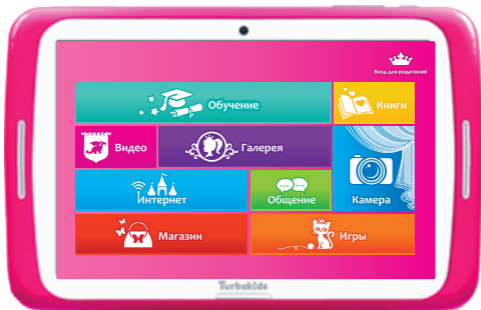 Вход для родителей
Обучение
Книги
Видео
Галерея
Интернет
Общение
Камера
Магазин
Игры
TurboKids